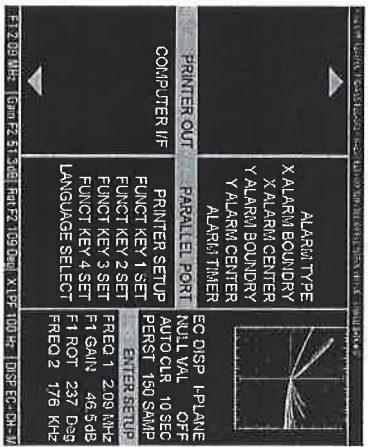 PRINTER OUT
COMPUTER I/F
ALARM TYPE
X ALARM BOUNDRY
X ALARM CENTER
Y ALARM BOUNDRY
Y ALARM CENTER
ALARM TIMER
PARALLEL PORT
PRINTER SETUP
FUNCT KEY 1 SET
FUNCT KEY 2 SET
FUNCT KEY 3 SET
FUNCT KEY 4 SET
LANGUAGE SELECT
EC DISP I-PLANE
NULL VAL OFF
AUTO CLR 10 SEC
PERST 150 SAMP
ENTER SETUP
FREQ 1 2.09 MHz
F1 GAIN 46.5dB
F1 ROT 237 Deg
FREQ 2 176 KHz
F1 2.09 MHz Gain F2 51.3dB Rot F2 109 Deg X LPF 100 Hz DISP EC